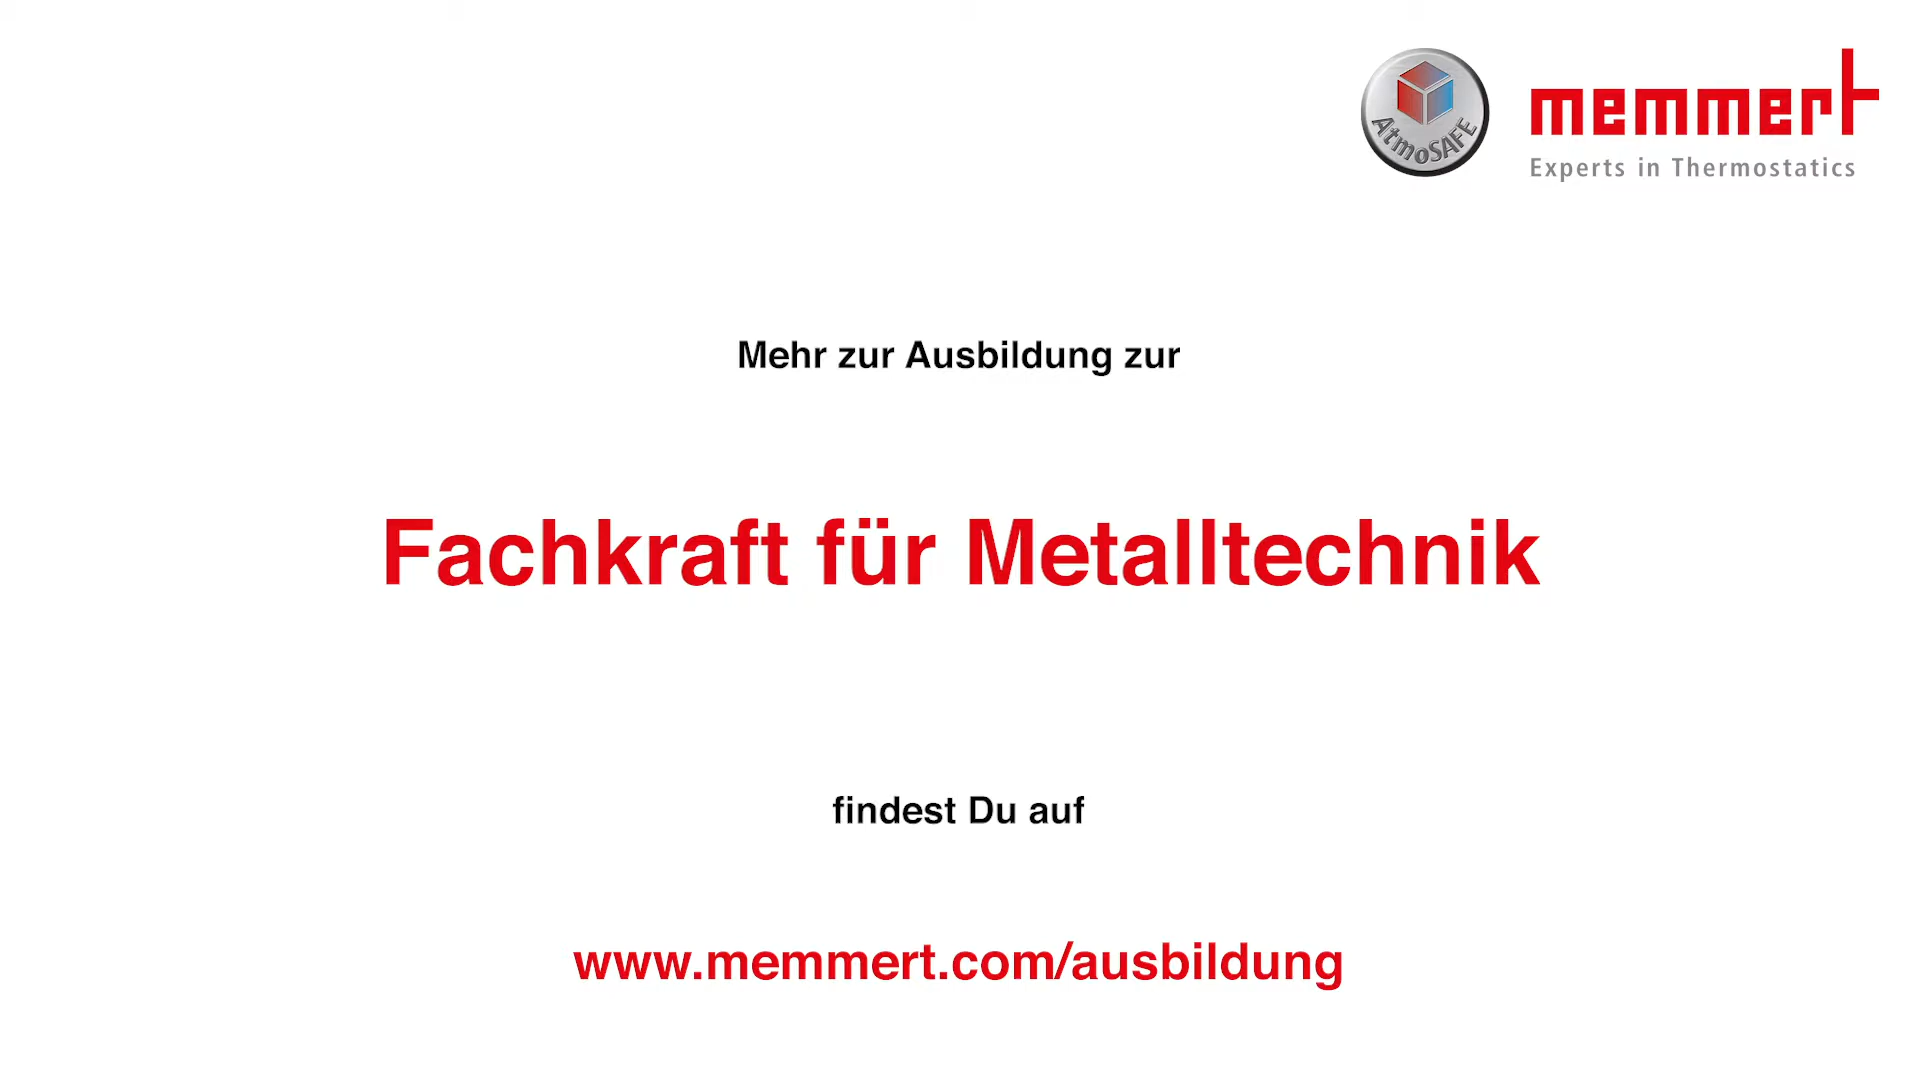 AtmoSAFE
memmert
Experts in Thermostatics
Mehr zur Ausbildung zur
Fachkraft für Metalltechnik
findest Du auf
www.memmert.com/ausbildung